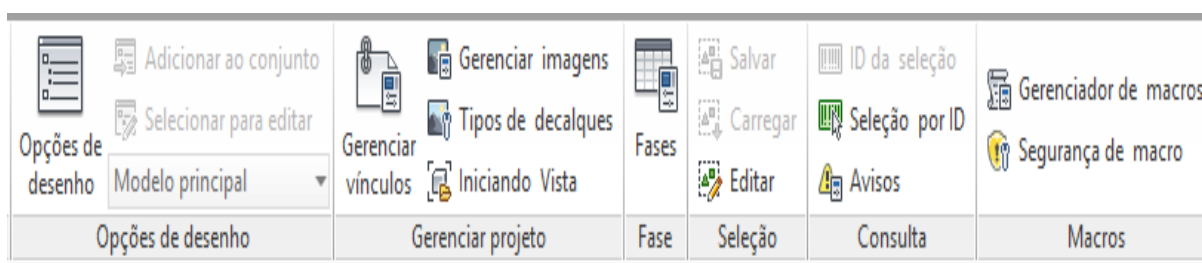 Opções de
desenho
Adicionar ao conjunto
Selecionar para editar
Modelo principal
Opções de desenho
Gerenciar
vínculos
Gerenciar imagens
Tipos de decalques
Iniciando Vista
Gerenciar projeto
Fases
Fase
Salvar
Carregar
Editar
Seleção
ID da seleção
Seleção por ID
Avisos
Consulta
Gerenciador de macros
Segurança de macro
Macros